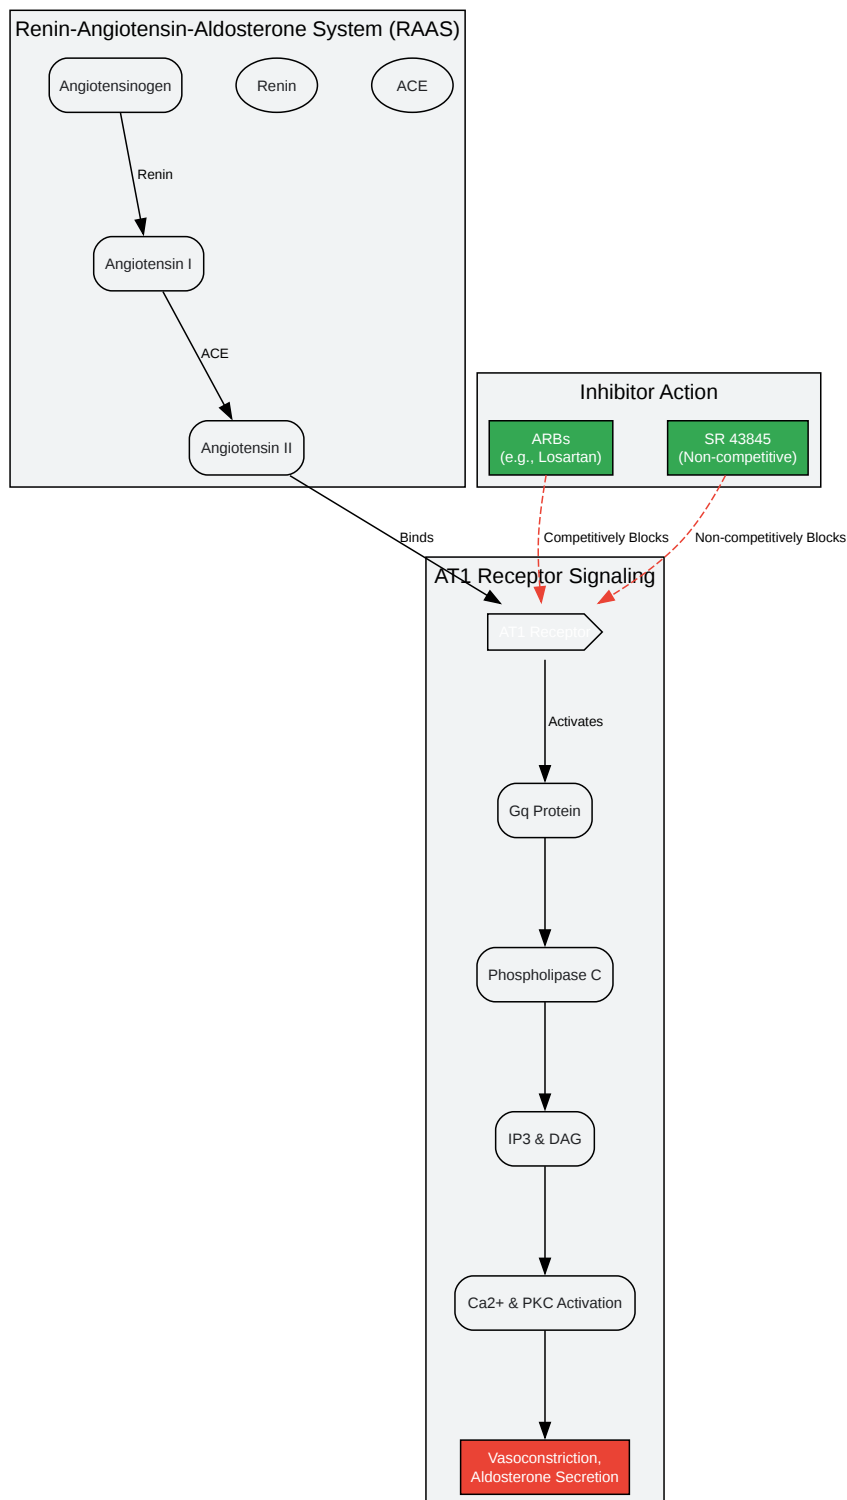 Renin-Angiotensin-Aldosterone System (RAAS)
Angiotensinogen
Renin
ACE
Renin
Angiotensin I
ACE
Angiotensin II
Inhibitor Action
ARBs
(e.g., Losartan)
SR 43845
(Non-competitive)
Binds
Competitively Blocks
Non-competitively Blocks
AT1 Receptor Signaling
AT1 Receptor
Activates
Gq Protein
Phospholipase C
IP3 & DAG
Ca2+ & PKC Activation
Vasoconstriction,
Aldosterone Secretion